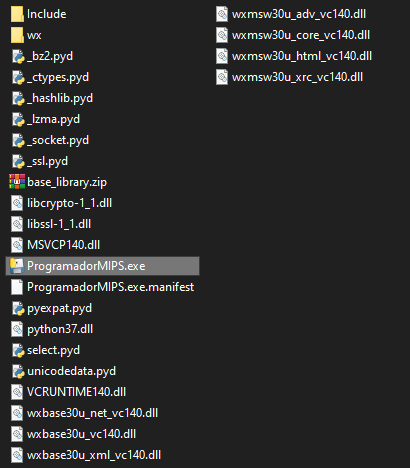 Include
wx
_bz2.pyd
_ctypes.pyd
_hashlib.pyd
_lzma.pyd
_socket.pyd
_ssl.pyd
base_library.zip
libcrypto-1_1.dll
libssl-1_1.dll
MSVCP140.dll
ProgramadorMIPS.exe
ProgramadorMIPS.exe.manifest
pyexpat.pyd
python37.dll
select.pyd
unicodedata.pyd
VCRUNTIME140.dll
wxbase30u_net_vc140.dll
wxbase30u_vc140.dll
wxbase30u_xml_vc140.dll
wxmsw30u_adv_vc140.dll
wxmsw30u_core_vc140.dll
wxmsw30u_html_vc140.dll
wxmsw30u_xrc_vc140.dll